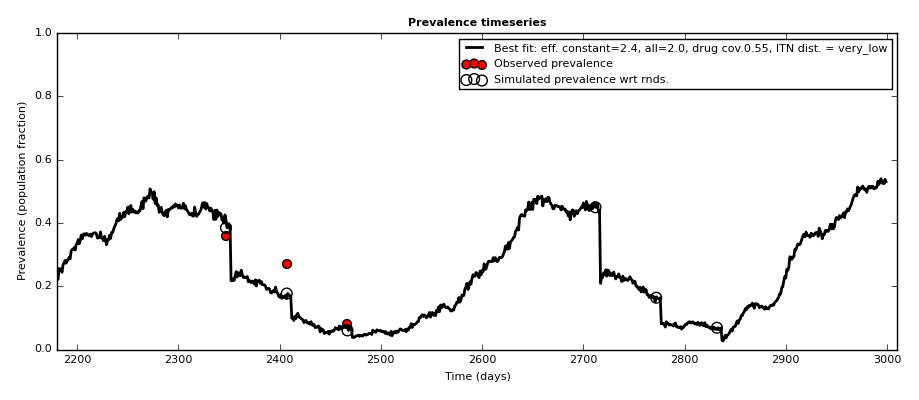 Prevalence timeseries
1.0
0.8
0.6
0.4
0.2
0.0
Prevalence (population fraction)
Best fit: eff. constant=2.4, all=2.0, drug cov.0.55, ITN dist. = very_low
Observed prevalence
Simulated prevalence wrt rnds.
2200 2300 2400 2500 2600 2700 2800 2900 3000
Time (days)